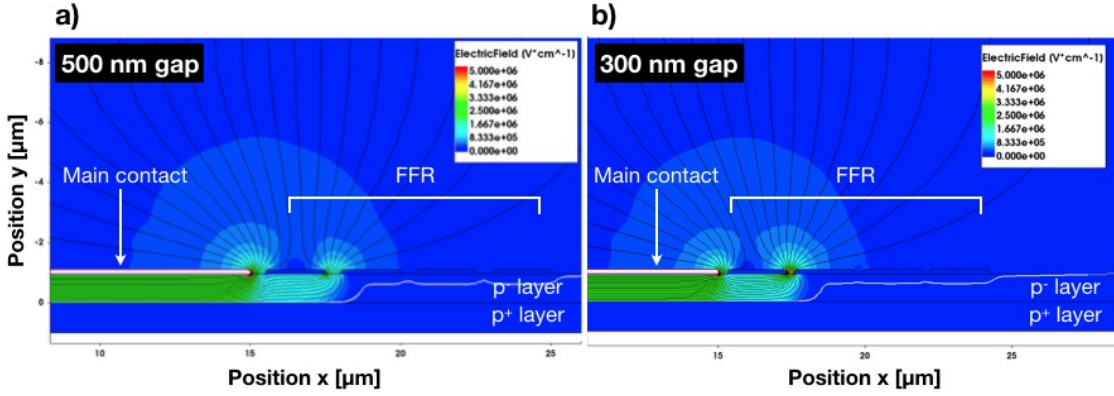 a)
b)
500 nm gap
ElectricField (V*cm^-1)
5.000e+06
4.167e+06
3.333e+06
2.500e+06
1.667e+06
8.333e+05
0.000e+00
300 nm gap
ElectricField (V*cm^-1)
5.000e+06
4.167e+06
3.333e+06
2.500e+06
1.667e+06
8.333e+05
0.000e+00
Position y [µm]
-8
-6
-4
-2
0
Main contact
FFR
Main contact
FFR
p⁻ layer
p⁺ layer
p⁻ layer
p⁺ layer
10
15
20
25
15
20
25
Position x [µm]
Position x [µm]